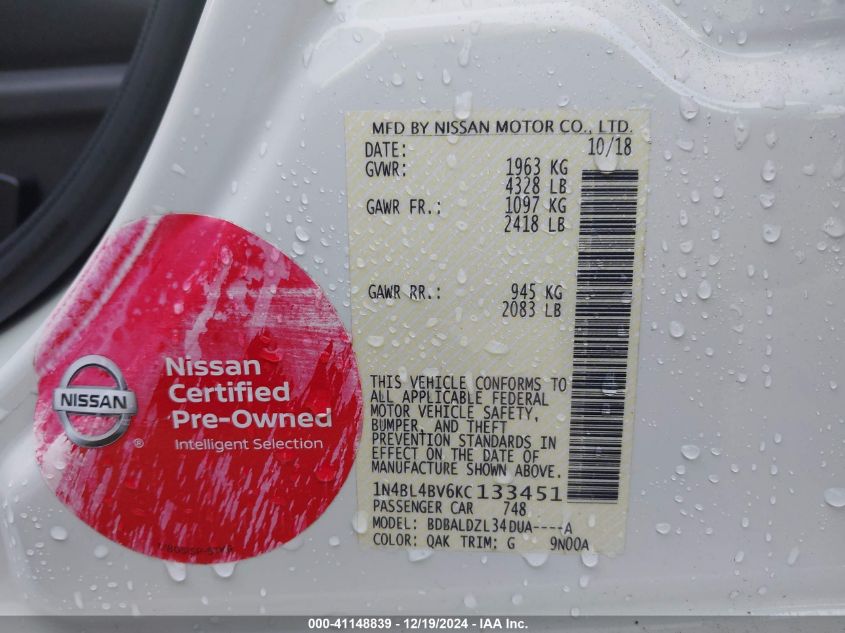 MFD BY NISSAN MOTOR CO., LTD.
DATE: 10/18
GVWR: 1963 KG
4328 LB
GAWR FR.: 1097 KG
2418 LB
GAWR RR.: 945 KG
2083 LB
THIS VEHICLE CONFORMS TO
ALL APPLICABLE FEDERAL
MOTOR VEHICLE SAFETY,
BUMPER, AND THEFT
PREVENTION STANDARDS IN
EFFECT ON THE DATE OF
MANUFACTURE SHOWN ABOVE.
1N4BL4BV6KC133451
PASSENGER CAR 748
MODEL: BDBALDZL34DUA----A
COLOR: QAK TRIM: G 9N00A
NISSAN
®
Nissan
Certified
Pre-Owned
Intelligent Selection
000-41148839 - 12/19/2024 - IAA Inc.